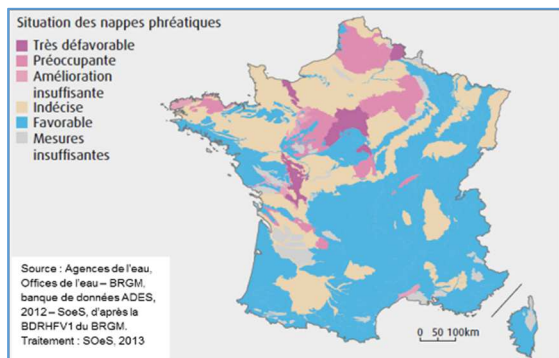 Situation des nappes phréatiques
Très défavorable
Préoccupante
Amélioration
insuffisante
Indécise
Favorable
Mesures
insuffisantes
Source : Agences de l'eau,
Offices de l'eau – BRGM,
banque de données ADES,
2012 – SoeS, d'après la
BDRHFV1 du BRGM.
Traitement : SOeS, 2013
0 50 100km